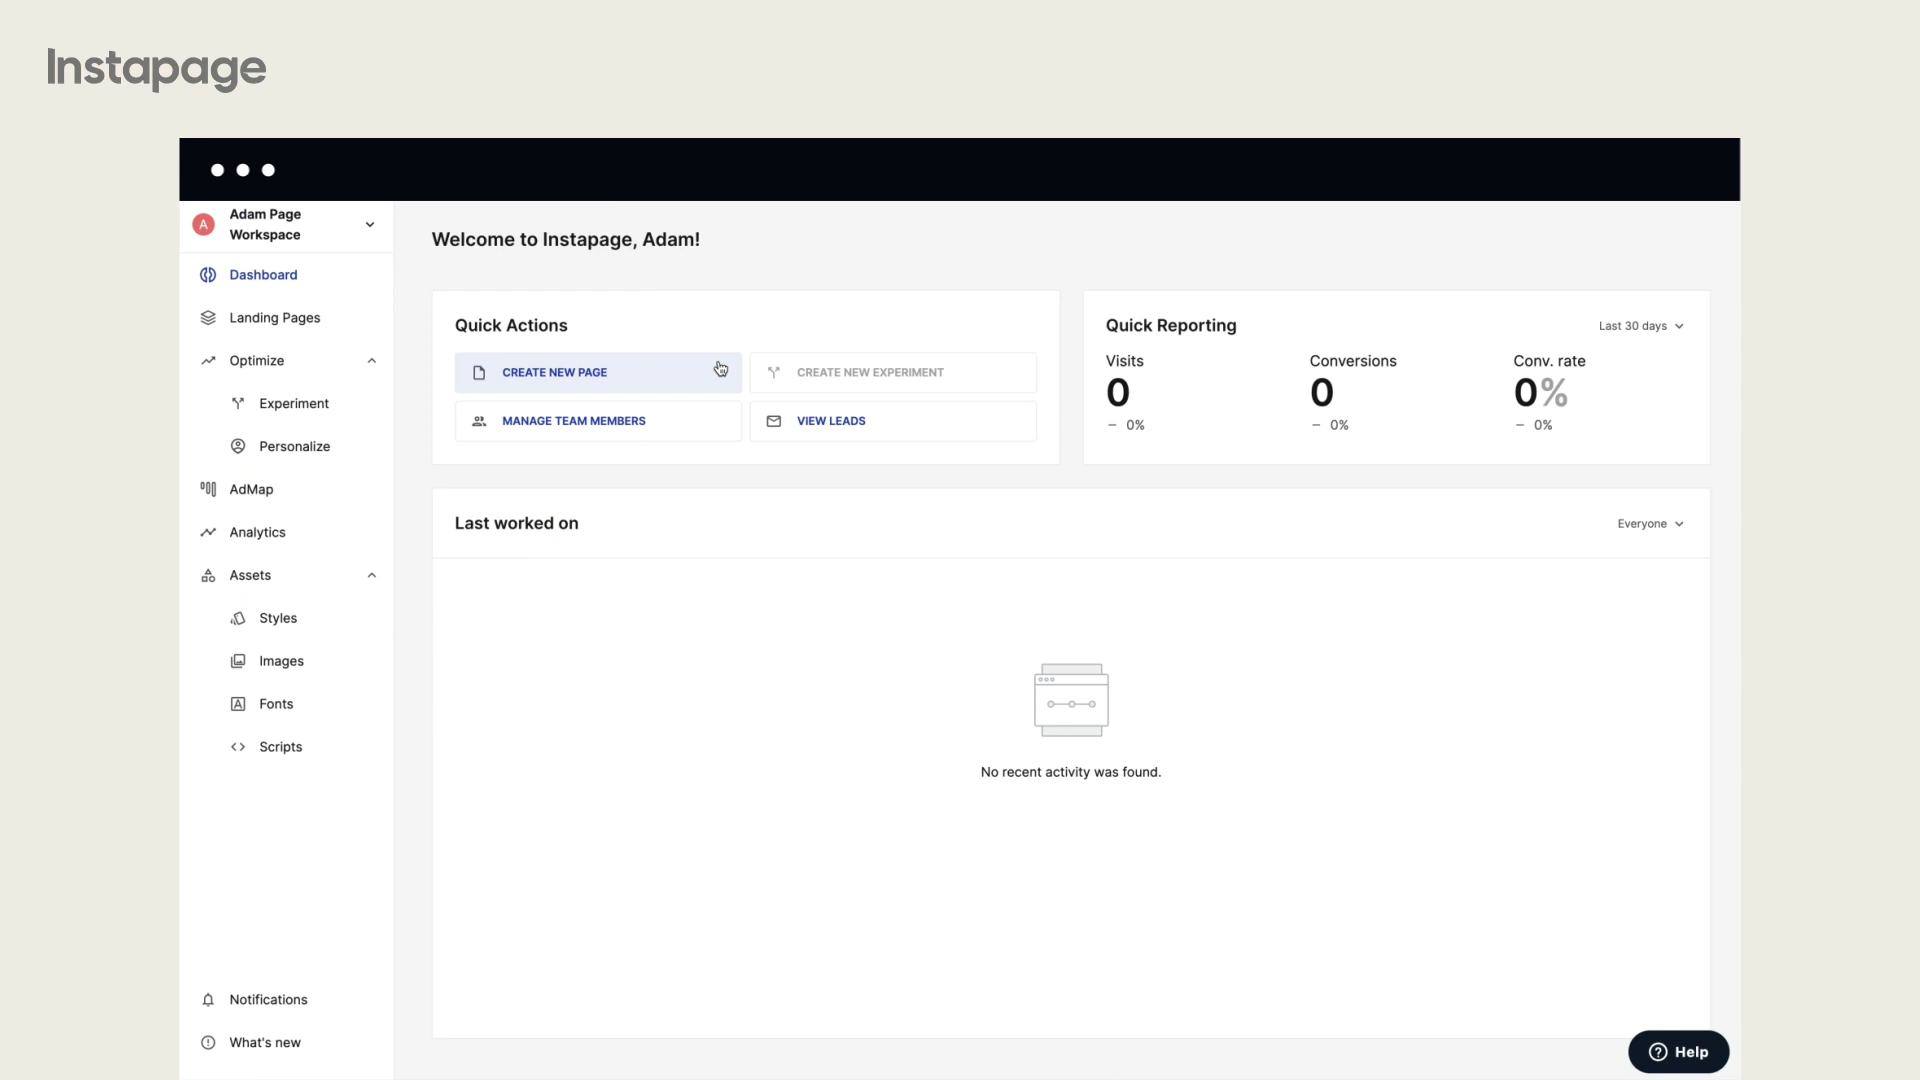 Instapage
A
Adam Page
Workspace
Dashboard
Landing Pages
Optimize
Experiment
Personalize
AdMap
Analytics
Assets
Styles
Images
Fonts
Scripts
Notifications
What's new
Welcome to Instapage, Adam!
Quick Actions
CREATE NEW PAGE
CREATE NEW EXPERIMENT
MANAGE TEAM MEMBERS
VIEW LEADS
Quick Reporting
Last 30 days
Visits
0
– 0%
Conversions
0
– 0%
Conv. rate
0%
– 0%
Last worked on
Everyone
No recent activity was found.
Help